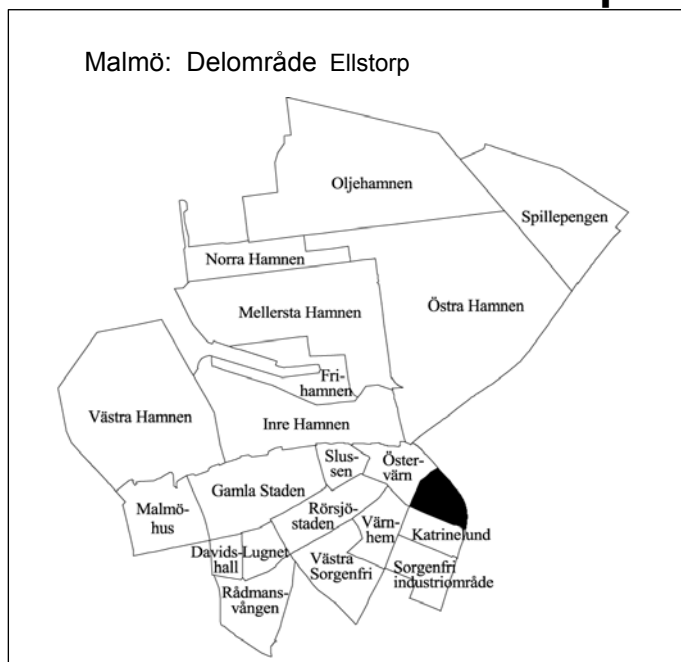 Malmö: Delområde Ellstorp
Oljehamnen
Spillepengen
Norra Hamnen
Mellersta Hamnen
Östra Hamnen
Fri-
hamnen
Västra Hamnen
Inre Hamnen
Slus-
sen
Öster-
värn
Gamla Staden
Malmö-
hus
Rörsjö-
staden
Värn-
hem
Katrinelund
Davids-
hall
Lugnet
Västra
Sorgenfri
Sorgenfri
industriområde
Rådmans-
vången